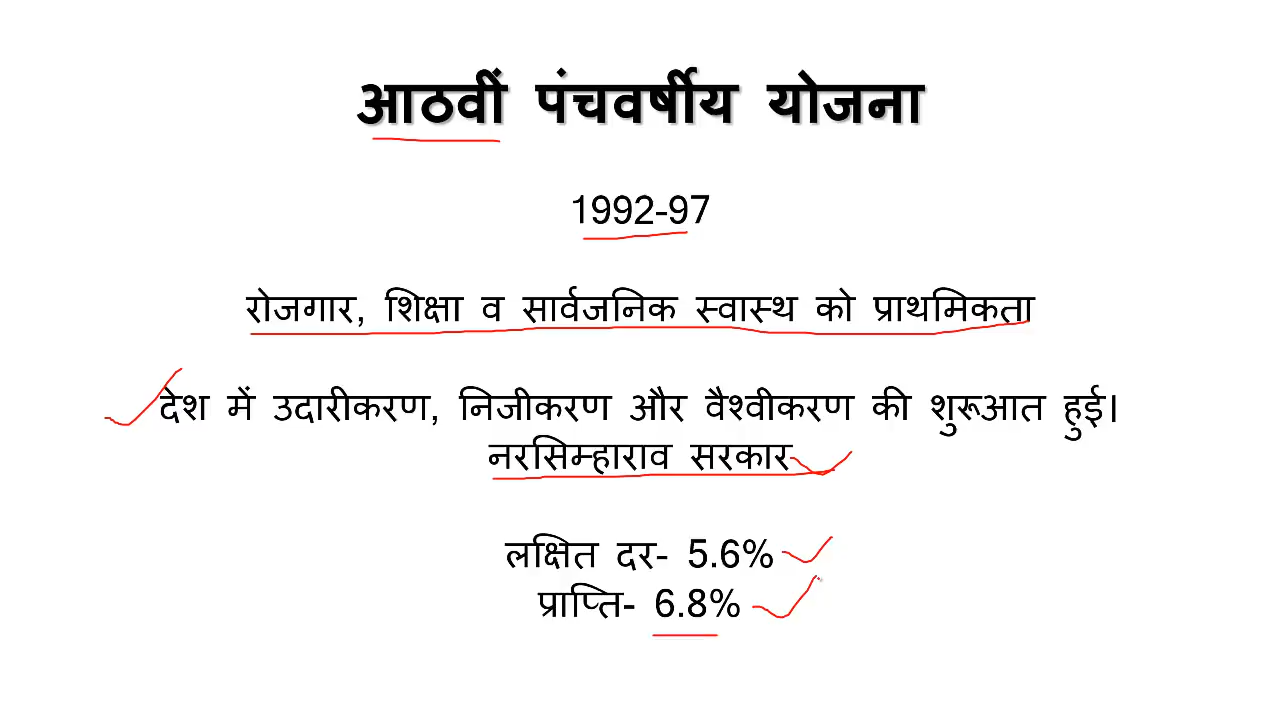 आठवीं पंचवर्षीय योजना
1992-97
रोजगार, शिक्षा व सार्वजनिक स्वास्थ को प्राथमिकता
देश में उदारीकरण, निजीकरण और वैश्वीकरण की शुरूआत हुई।
नरसिम्हाराव सरकार
लक्षित दर- 5.6%
प्राप्ति- 6.8%